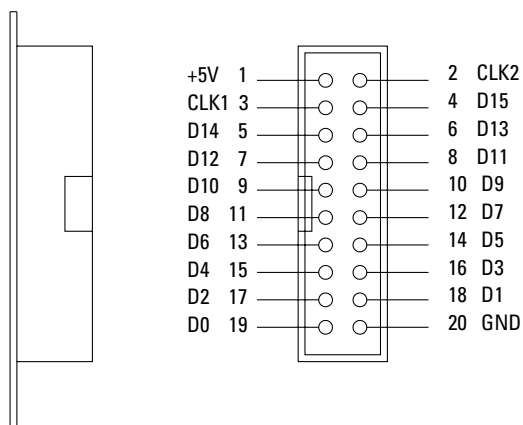 +5V 1 2 CLK2
CLK1 3 4 D15
D14 5 6 D13
D12 7 8 D11
D10 9 10 D9
D8 11 12 D7
D6 13 14 D5
D4 15 16 D3
D2 17 18 D1
D0 19 20 GND